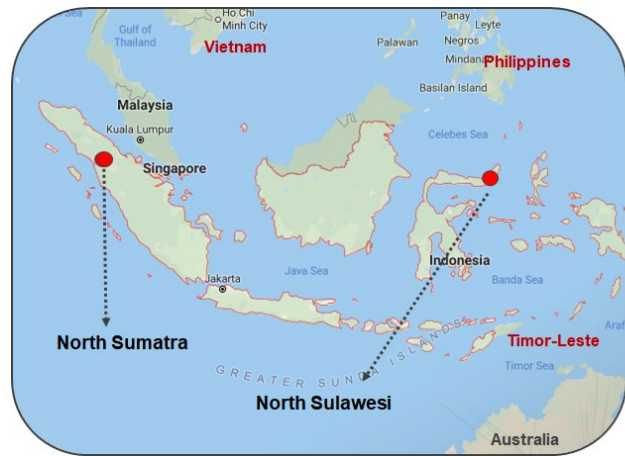 Ho Chi
Minh City
Gulf of
Thailand
Vietnam
Panay
Leyte
Palawan
Negros
Mindana
Philippines
Basilan Island
Malaysia
Kuala Lumpur
Celebes Sea
Singapore
Indonesia
Java Sea
Banda Sea
Jakarta
Araf
North Sumatra
Timor-Leste
Timor Sea
GREATER SUNDA ISLANDS
North Sulawesi
Australia